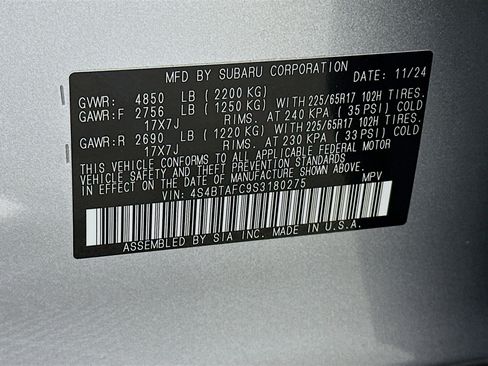 MFD BY SUBARU CORPORATION DATE: 11/24
GVWR: 4850 LB ( 2200 KG)
GAWR:F 2756 LB ( 1250 KG) WITH 225/65R17 102H TIRES.
17X7J RIMS. AT 240 KPA ( 35 PSI) COLD
GAWR:R 2690 LB ( 1220 KG) WITH 225/65R17 102H TIRES.
17X7J RIMS. AT 230 KPA ( 33 PSI) COLD
THIS VEHICLE CONFORMS TO ALL APPLICABLE U.S. FEDERAL MOTOR
VEHICLE SAFETY AND THEFT PREVENTION STANDARDS
IN EFFECT ON THE DATE OF MANUFACTURE SHOWN ABOVE.
VIN: 4S4BTAFC9S3180275 MPV
ASSEMBLED BY SIA INC. MADE IN U.S.A.